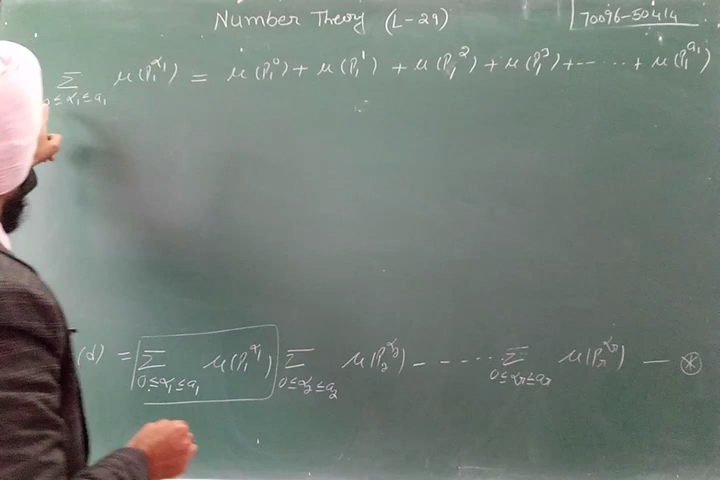 Number Theory (L-29)
70096-50414
Σ 0≤α₁≤a₁ μ(P₁^α₁) = μ(P₁⁰) + μ(P₁¹) + μ(P₁²) + μ(P₁³) + - - - - - + μ(P₁^a₁)
(d) = Σ 0≤α₁≤a₁ μ(P₁^α₁) Σ 0≤α₂≤a₂ μ(P₂^α₂) - - - - - - - Σ 0≤αᵣ≤aᵣ μ(Pᵣ^αᵣ) — ⊛